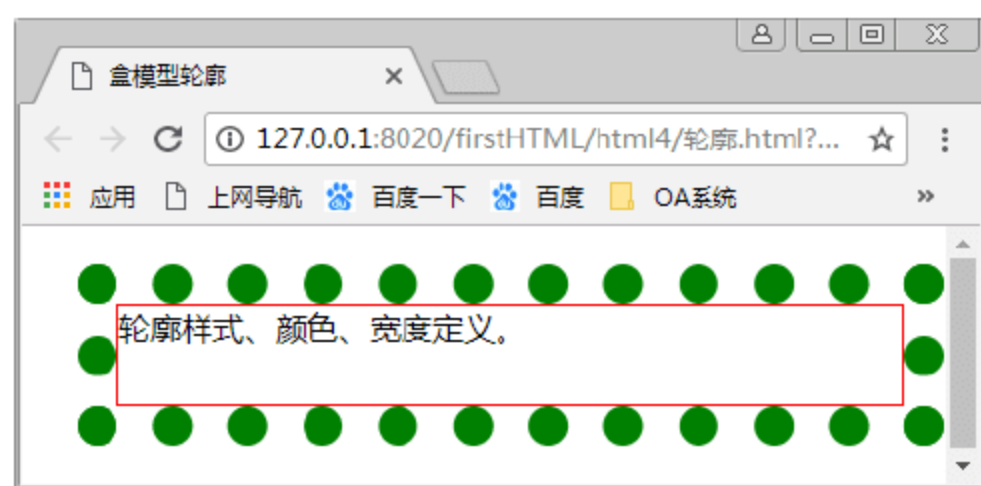 盒模型轮廓
127.0.0.1:8020/firstHTML/html4/轮廓.html?...
应用 上网导航 百度一下 百度 OA系统 »
轮廓样式、颜色、宽度定义。